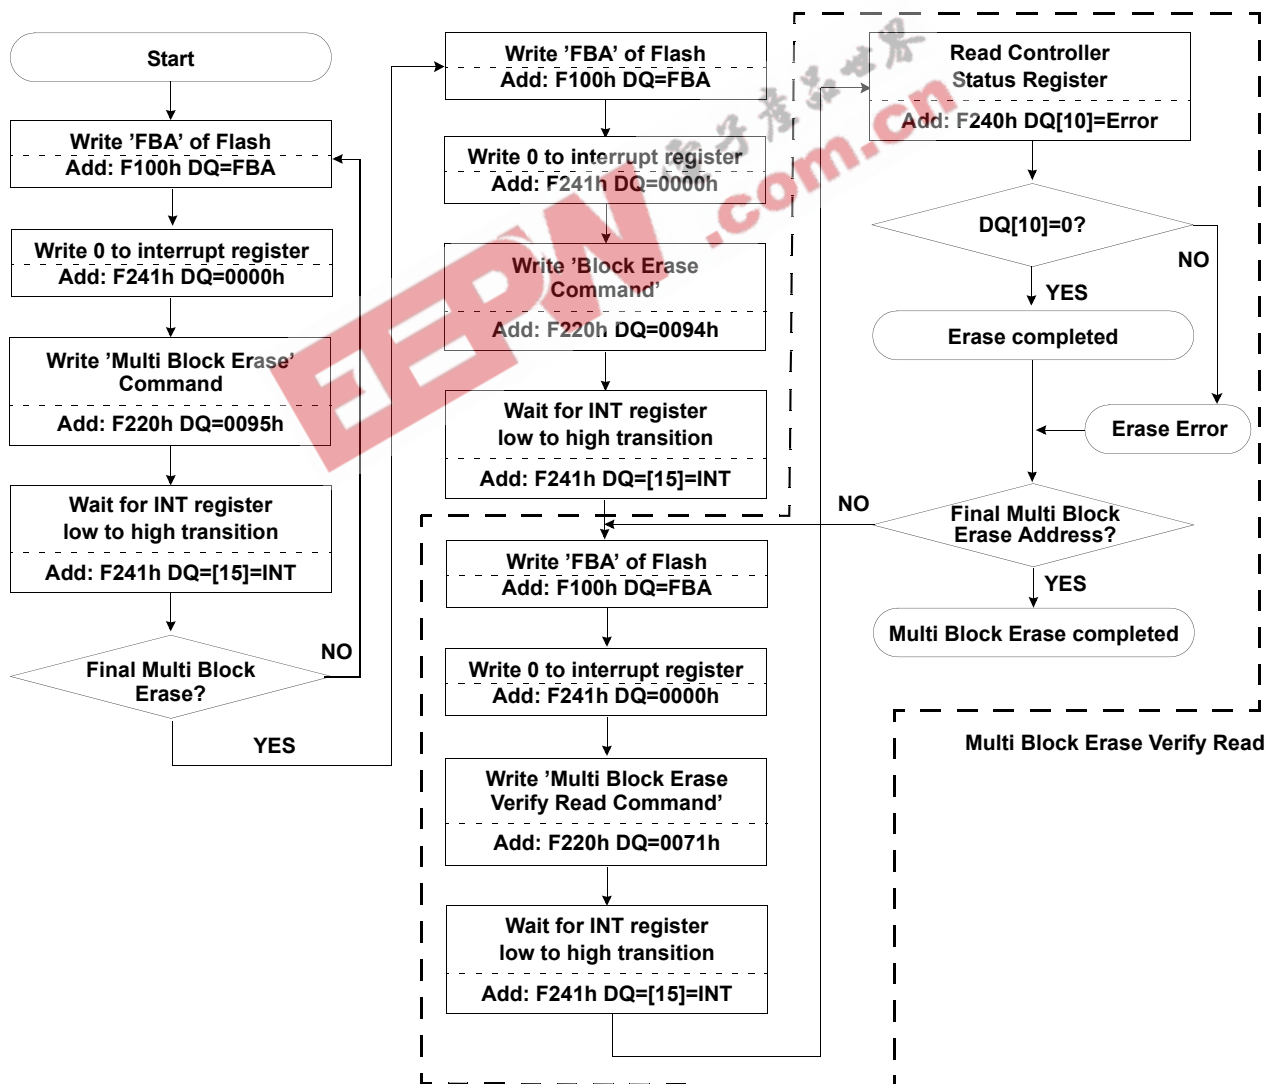 Start
Write ’FBA’ of Flash
Add: F100h DQ=FBA
Write 0 to interrupt register
Add: F241h DQ=0000h
Write ’Multi Block Erase’
Command
Add: F220h DQ=0095h
Wait for INT register
low to high transition
Add: F241h DQ=[15]=INT
Final Multi Block
Erase?
NO
YES
Write ’FBA’ of Flash
Add: F100h DQ=FBA
Write 0 to interrupt register
Add: F241h DQ=0000h
Write ’Block Erase
Command’
Add: F220h DQ=0094h
Wait for INT register
low to high transition
Add: F241h DQ=[15]=INT
Write ’FBA’ of Flash
Add: F100h DQ=FBA
Write 0 to interrupt register
Add: F241h DQ=0000h
Write ’Multi Block Erase
Verify Read Command’
Add: F220h DQ=0071h
Wait for INT register
low to high transition
Add: F241h DQ=[15]=INT
Read Controller
Status Register
Add: F240h DQ[10]=Error
DQ[10]=0?
NO
YES
Erase completed
Erase Error
Final Multi Block
Erase Address?
NO
YES
Multi Block Erase completed
Multi Block Erase Verify Read
EEPW
.com.cn
電子產品世界